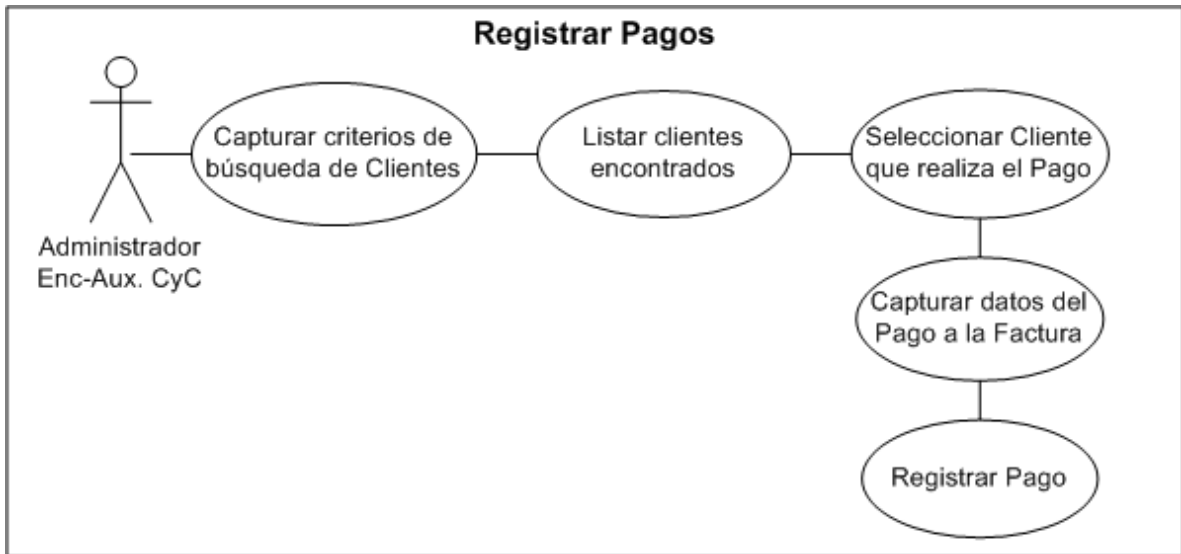 Registrar Pagos
Capturar criterios de
búsqueda de Clientes
Listar clientes
encontrados
Seleccionar Cliente
que realiza el Pago
Administrador
Enc-Aux. CyC
Capturar datos del
Pago a la Factura
Registrar Pago